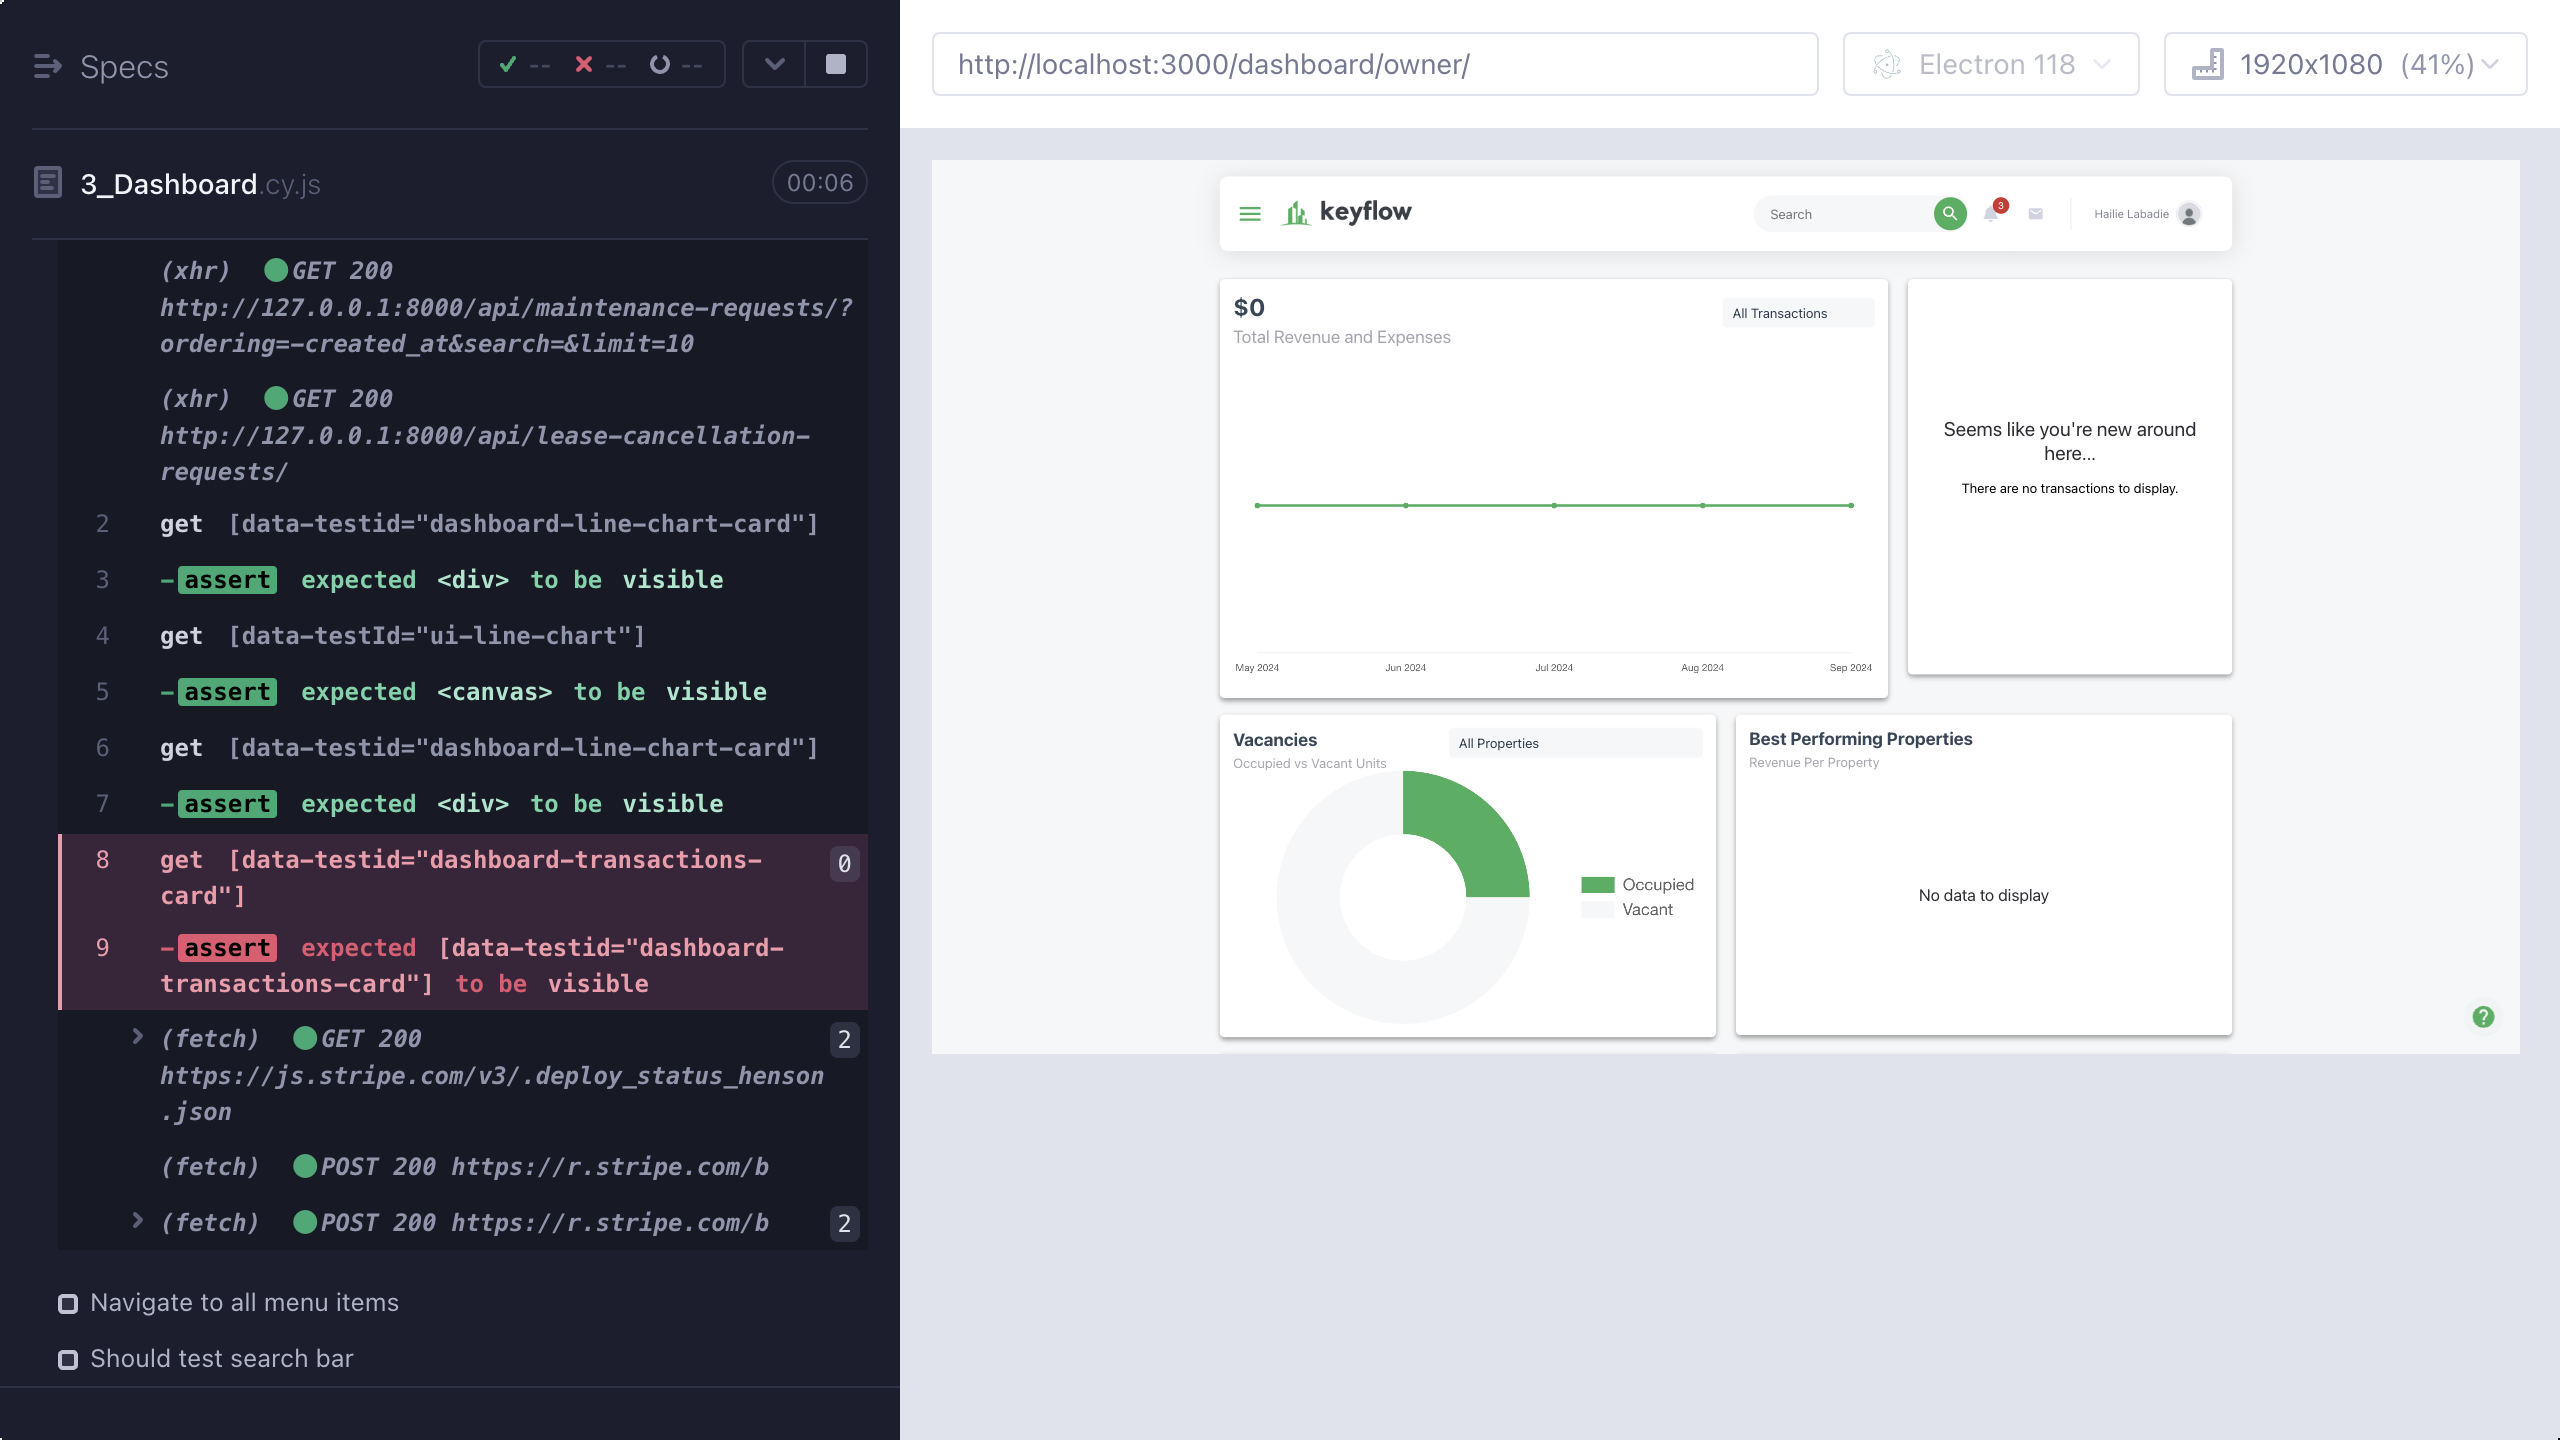 Specs
-- -- --
3_Dashboard.cy.js
00:06
(xhr) GET 200
http://127.0.0.1:8000/api/maintenance-requests/?
ordering=-created_at&search=&limit=10
(xhr) GET 200
http://127.0.0.1:8000/api/lease-cancellation-
requests/
2 get [data-testid="dashboard-line-chart-card"]
3 -assert expected <div> to be visible
4 get [data-testId="ui-line-chart"]
5 -assert expected <canvas> to be visible
6 get [data-testid="dashboard-line-chart-card"]
7 -assert expected <div> to be visible
8 get [data-testid="dashboard-transactions- 0
card"]
9 -assert expected [data-testid="dashboard-
transactions-card"] to be visible
(fetch) GET 200 2
https://js.stripe.com/v3/.deploy_status_henson
.json
(fetch) POST 200 https://r.stripe.com/b
(fetch) POST 200 https://r.stripe.com/b 2
Navigate to all menu items
Should test search bar
http://localhost:3000/dashboard/owner/
Electron 118
1920x1080 (41%)
keyflow
Search
3
Hailie Labadie
$0
Total Revenue and Expenses
All Transactions
May 2024 Jun 2024 Jul 2024 Aug 2024 Sep 2024
Seems like you're new around
here...
There are no transactions to display.
Vacancies
Occupied vs Vacant Units
All Properties
Occupied
Vacant
Best Performing Properties
Revenue Per Property
No data to display
?